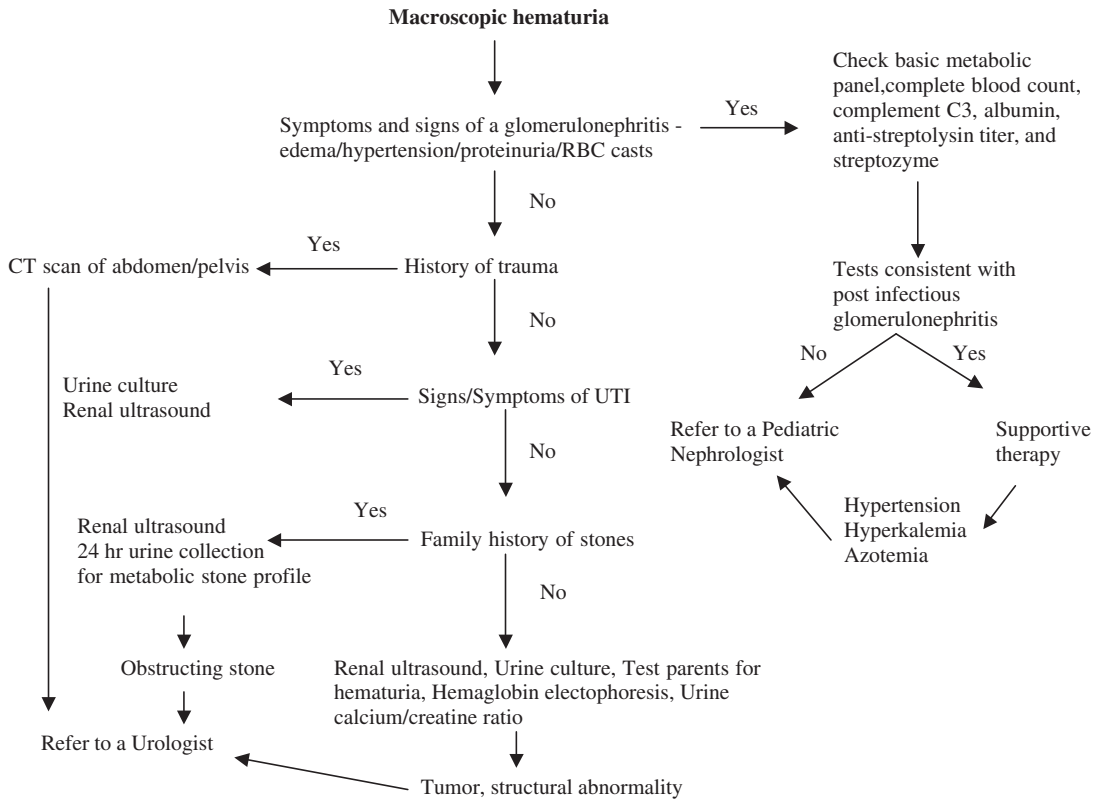 Macroscopic hematuria
Symptoms and signs of a glomerulonephritis -
edema/hypertension/proteinuria/RBC casts
Yes
Check basic metabolic
panel,complete blood count,
complement C3, albumin,
anti-streptolysin titer, and
streptozyme
No
CT scan of abdomen/pelvis
Yes
History of trauma
Tests consistent with
post infectious
glomerulonephritis
No
No
Yes
Urine culture
Renal ultrasound
Yes
Signs/Symptoms of UTI
Refer to a Pediatric
Nephrologist
Supportive
therapy
No
Hypertension
Hyperkalemia
Azotemia
Renal ultrasound
24 hr urine collection
for metabolic stone profile
Yes
Family history of stones
No
Obstructing stone
Renal ultrasound, Urine culture, Test parents for
hematuria, Hemaglobin electophoresis, Urine
calcium/creatine ratio
Refer to a Urologist
Tumor, structural abnormality